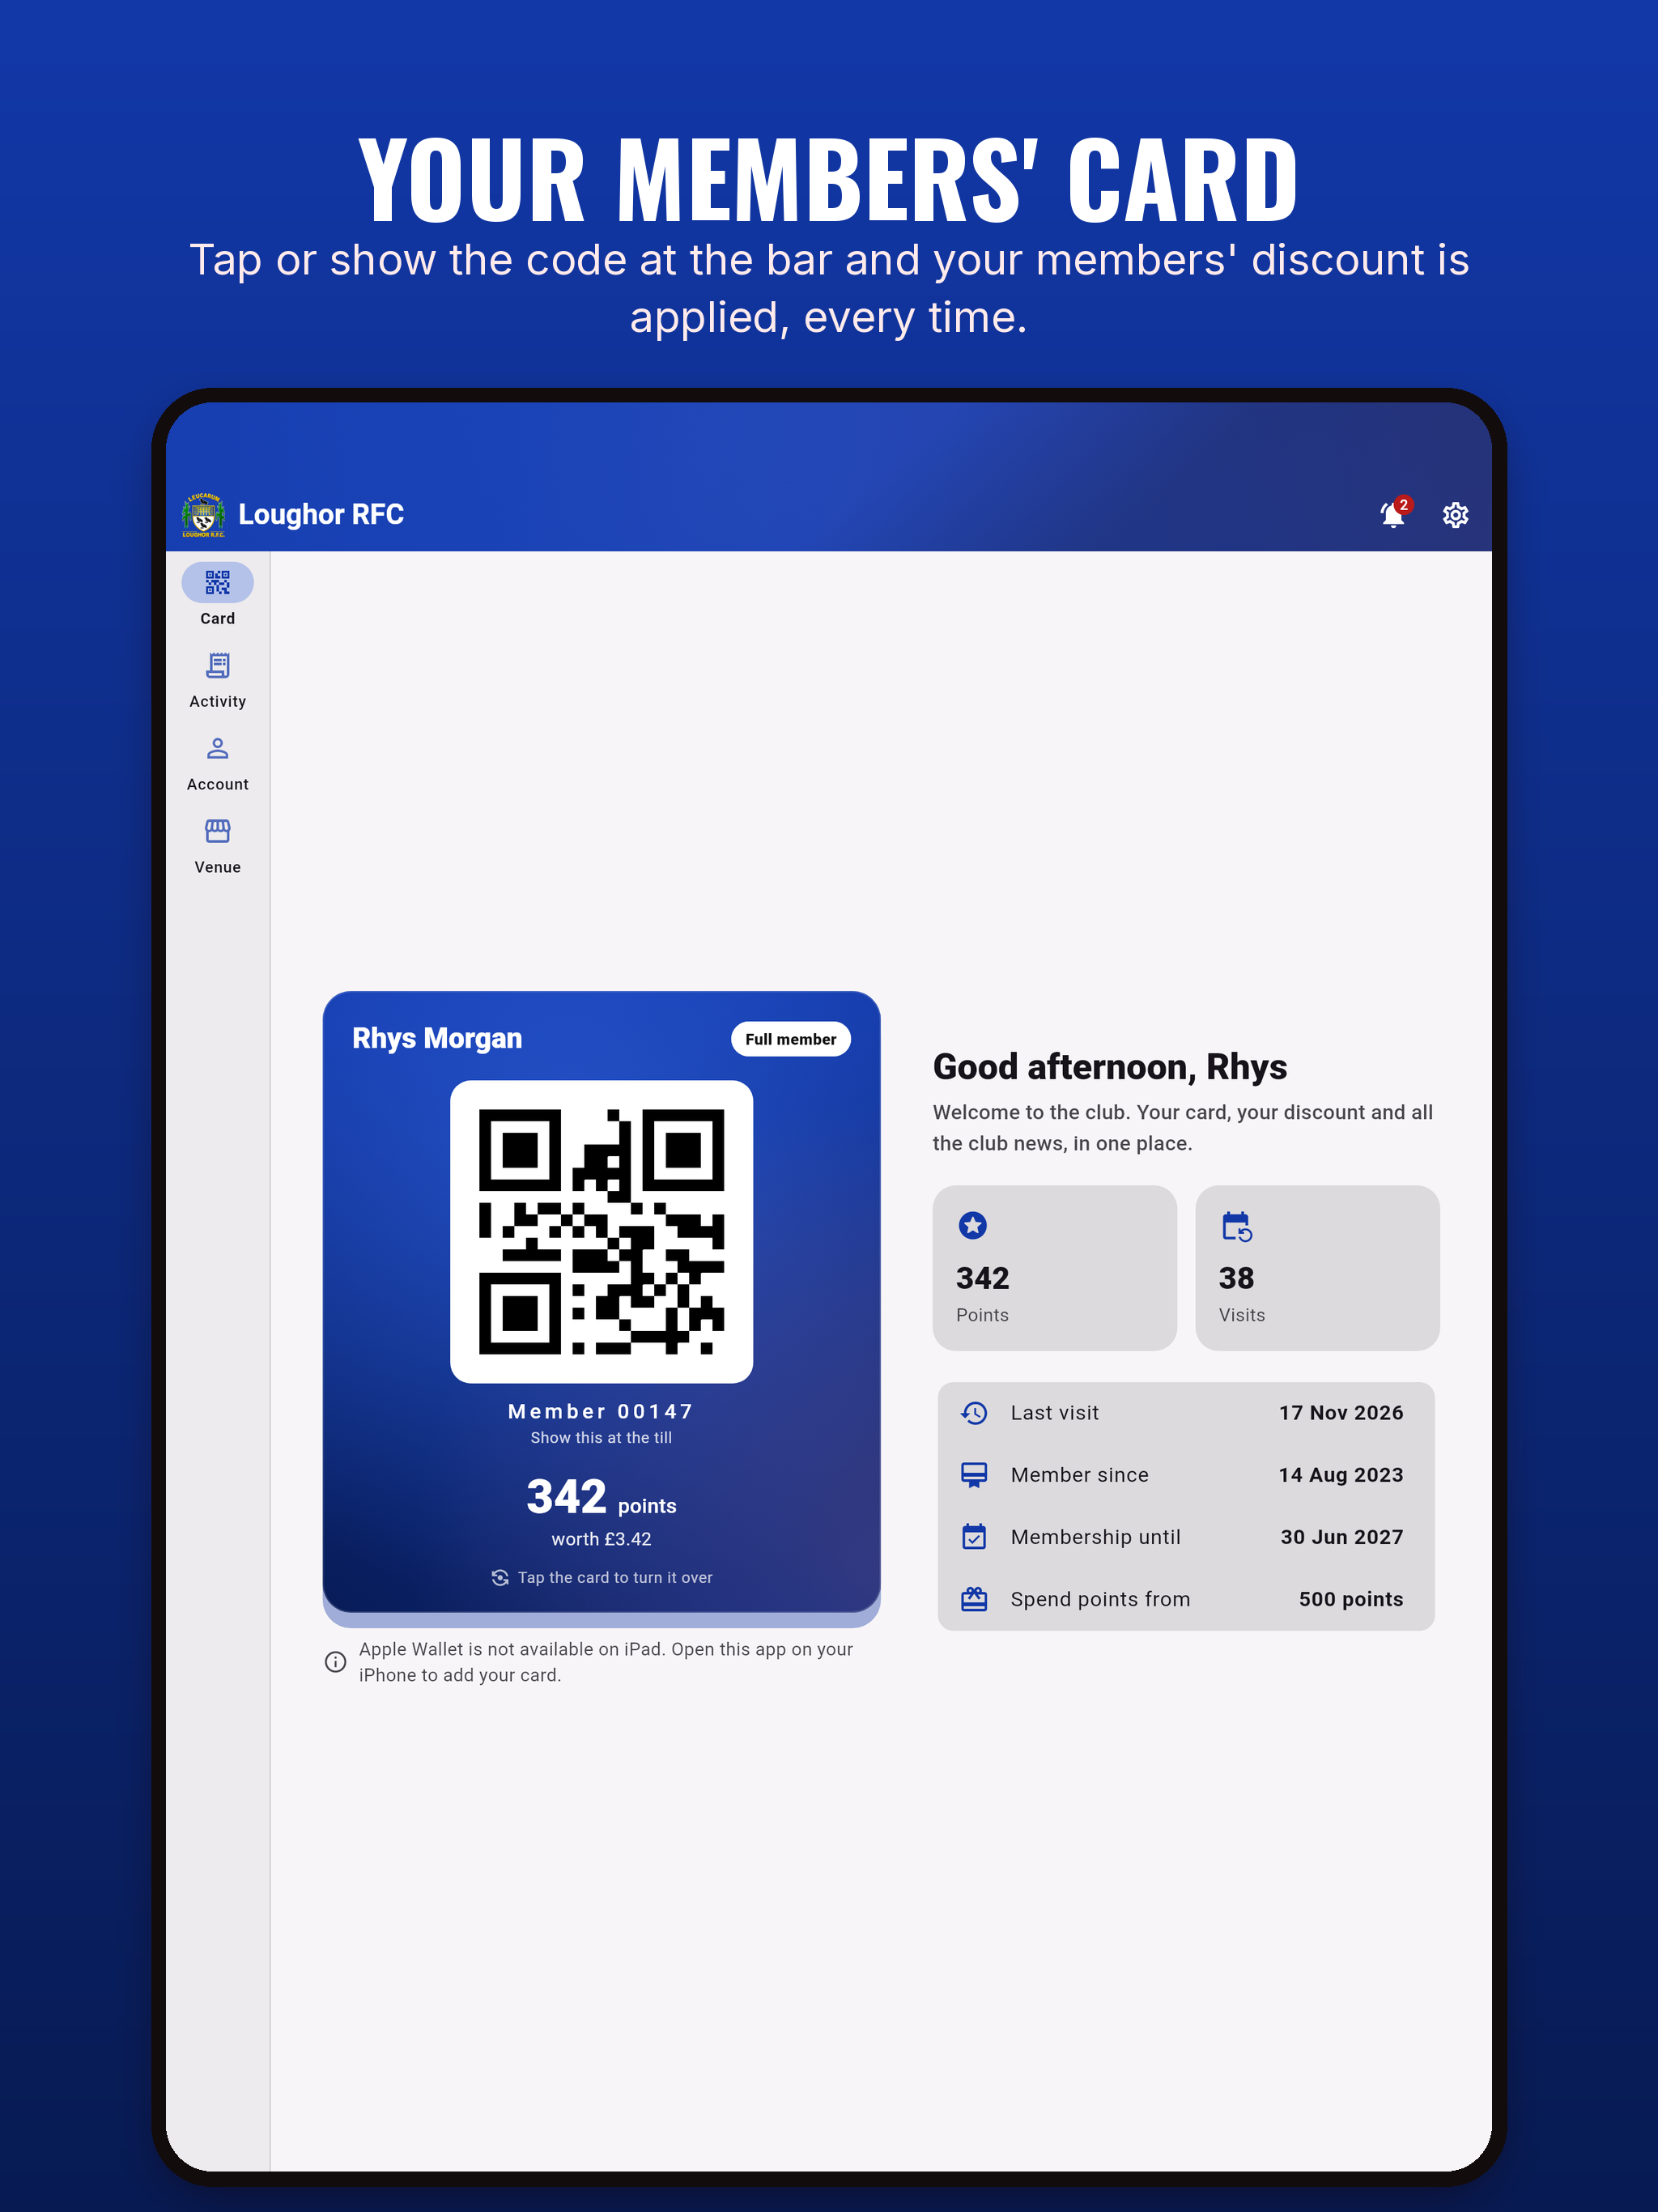 YOUR MEMBERS' CARD
Tap or show the code at the bar and your members' discount is
applied, every time.
LEUCARUM
LOUGHOR R.F.C.
Loughor RFC
2
Card
Activity
Account
Venue
Rhys Morgan
Full member
Member 00147
Show this at the till
342 points
worth £3.42
Tap the card to turn it over
Apple Wallet is not available on iPad. Open this app on your
iPhone to add your card.
Good afternoon, Rhys
Welcome to the club. Your card, your discount and all
the club news, in one place.
342
Points
38
Visits
Last visit 17 Nov 2026
Member since 14 Aug 2023
Membership until 30 Jun 2027
Spend points from 500 points